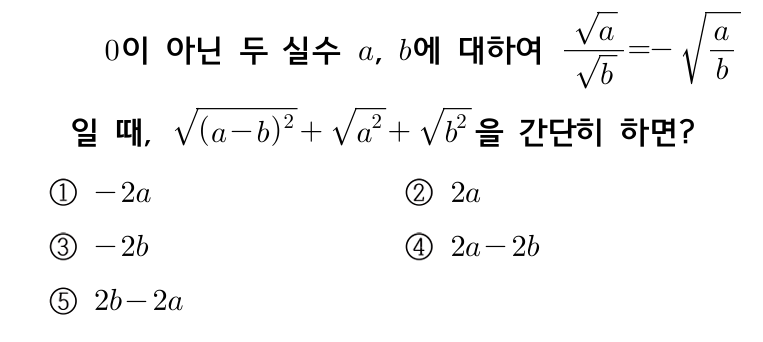 0이 아닌 두 실수 a, b에 대하여 \frac{\sqrt{a}}{\sqrt{b}}=-\sqrt{\frac{a}{b}}
일 때, \sqrt{(a-b)^2}+\sqrt{a^2}+\sqrt{b^2}을 간단히 하면?
① -2a ② 2a
③ -2b ④ 2a-2b
⑤ 2b-2a